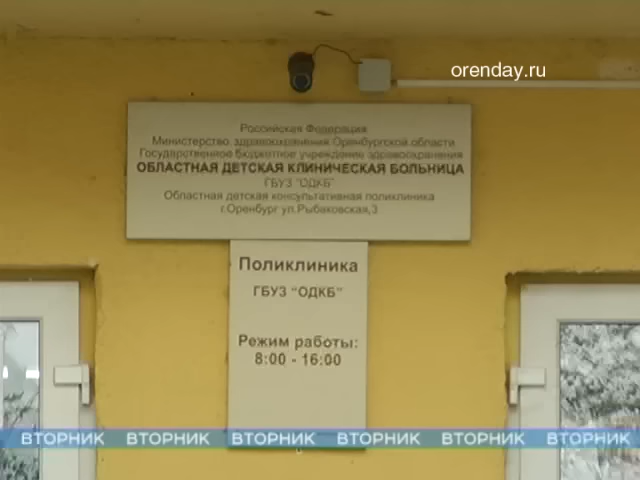 orenday.ru
Российская Федерация
Министерство здравоохранения Оренбургской области
Государственное бюджетное учреждение здравоохранения
ОБЛАСТНАЯ ДЕТСКАЯ КЛИНИЧЕСКАЯ БОЛЬНИЦА
ГБУЗ "ОДКБ"
Областная детская консультативная поликлиника
г.Оренбург ул.Рыбаковская,3
Поликлиника
ГБУЗ "ОДКБ"
Режим работы:
8:00 - 16:00
ВТОРНИК ВТОРНИК ВТОРНИК ВТОРНИК ВТОРНИК ВТОРНИК